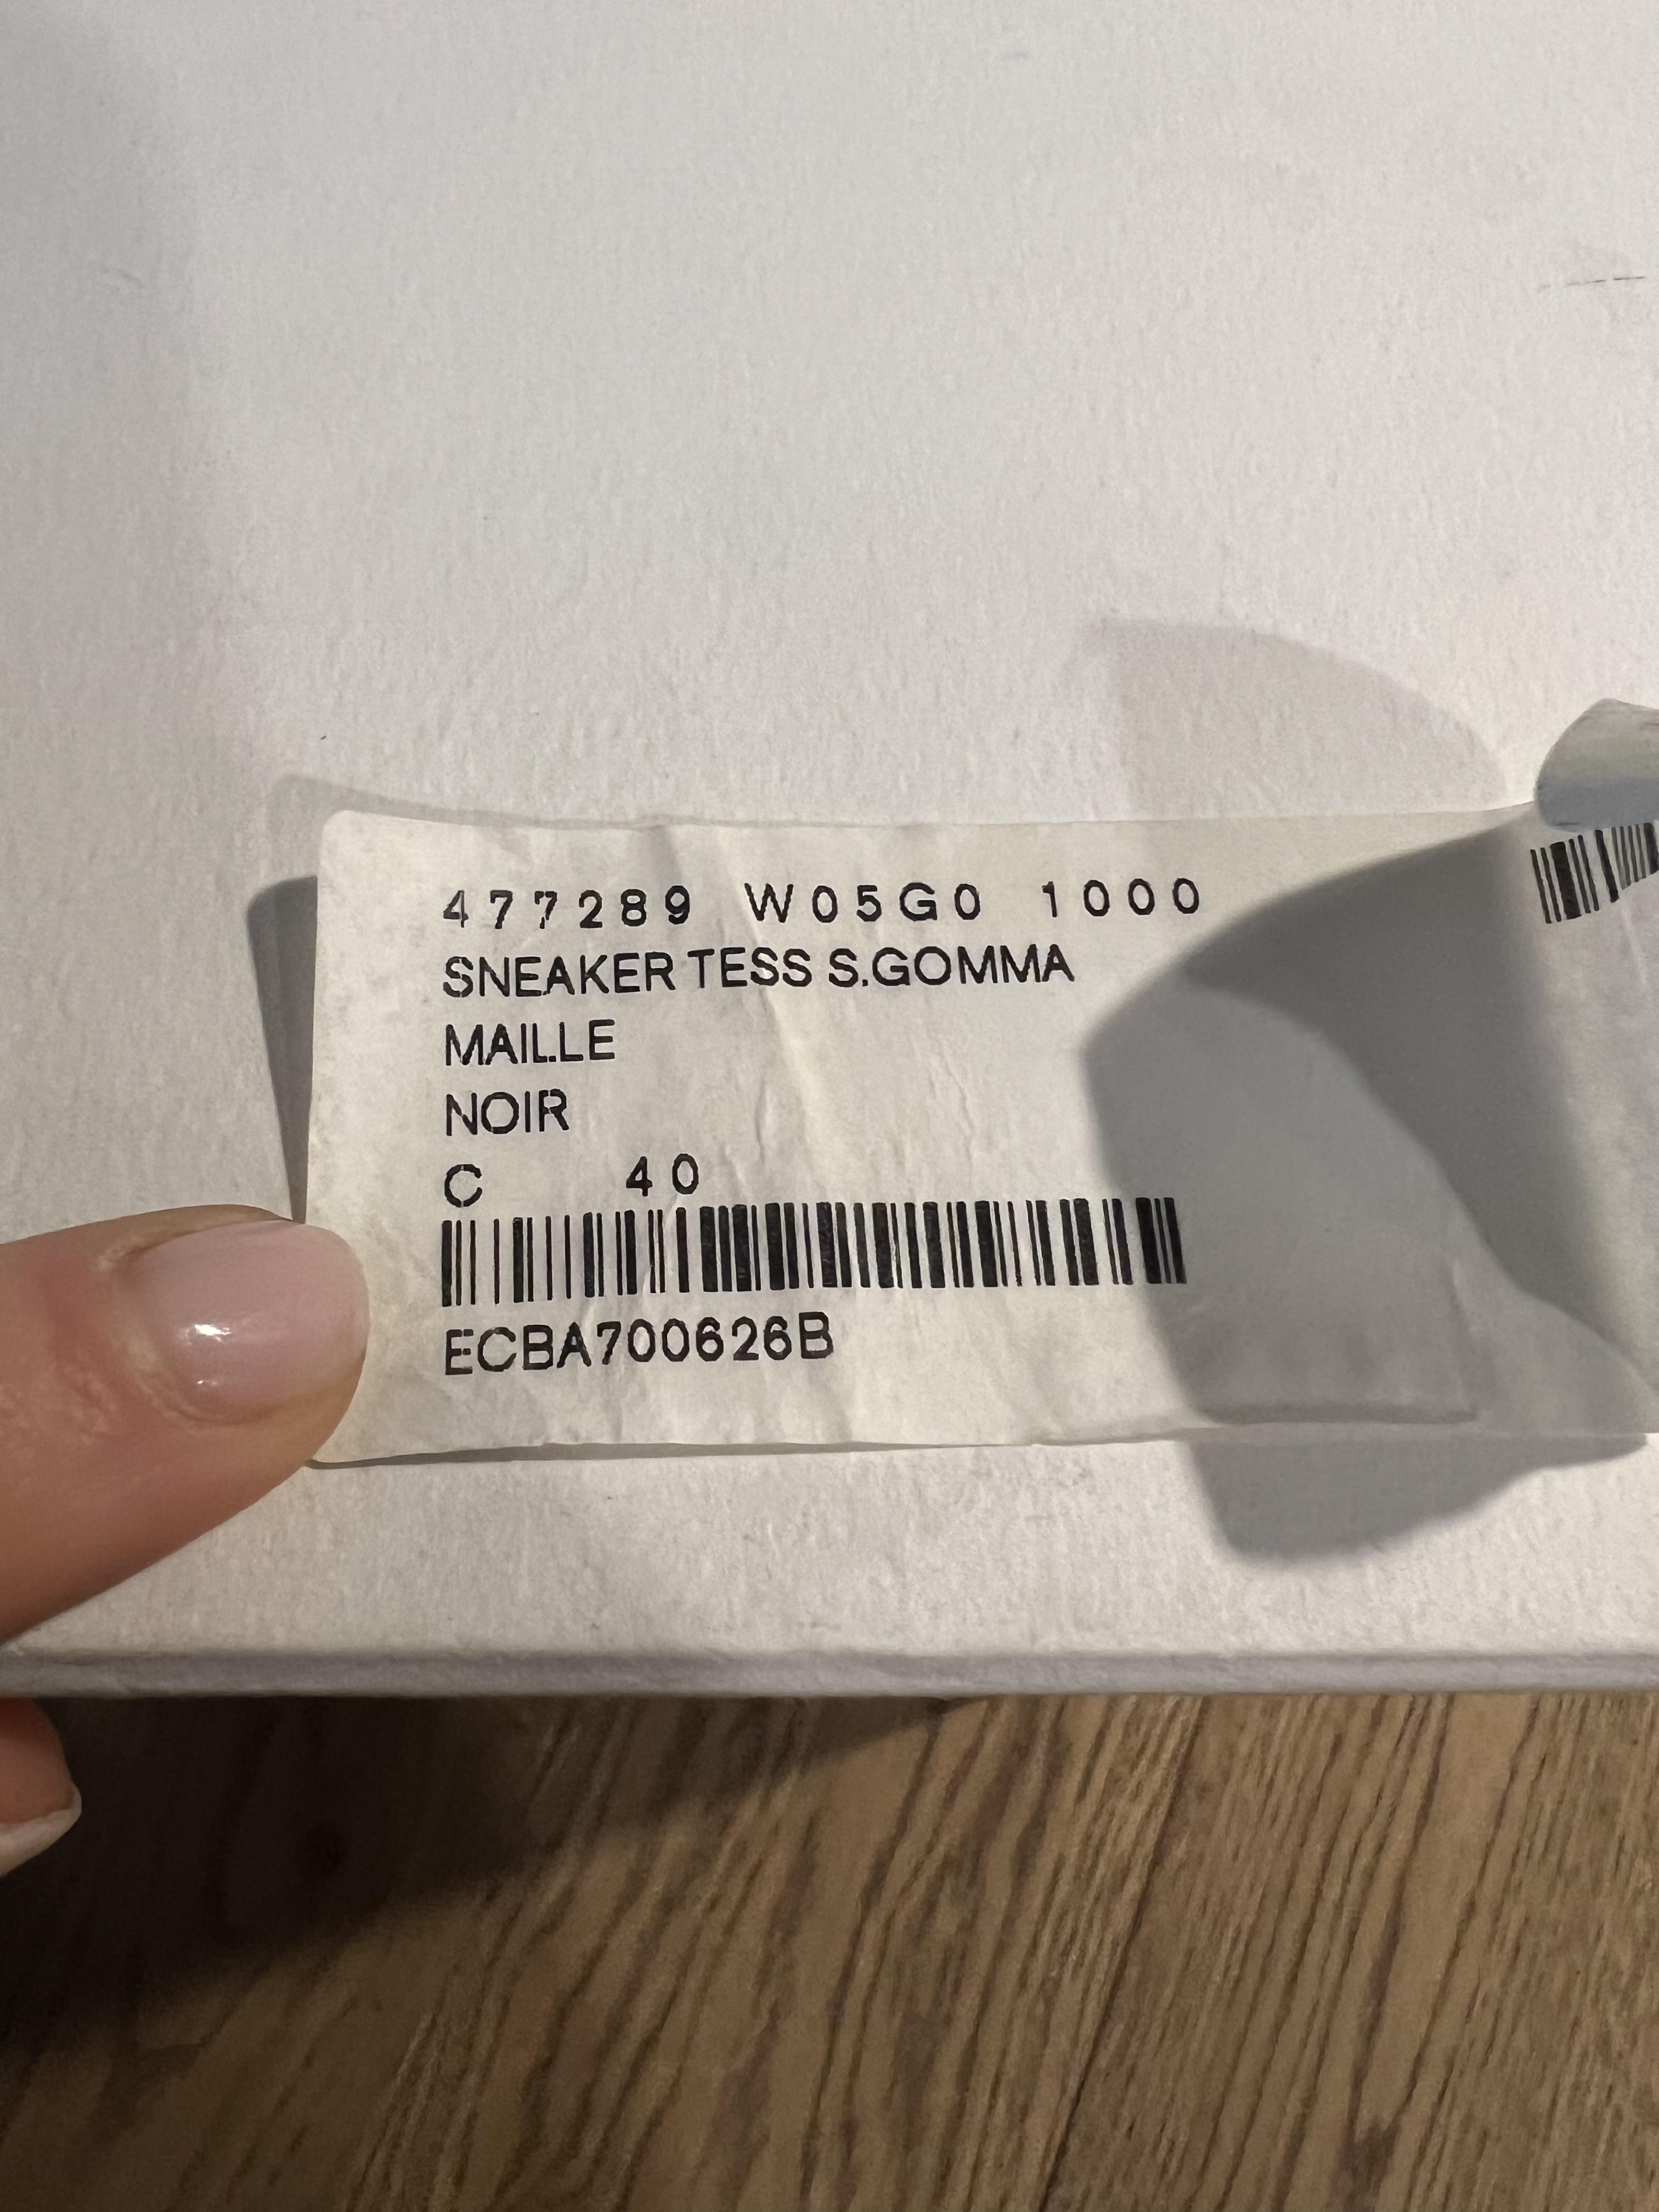 477289 W05G0 1000
SNEAKER TESS S.GOMMA
MAILLE
NOIR
C 40
ECBA700626B